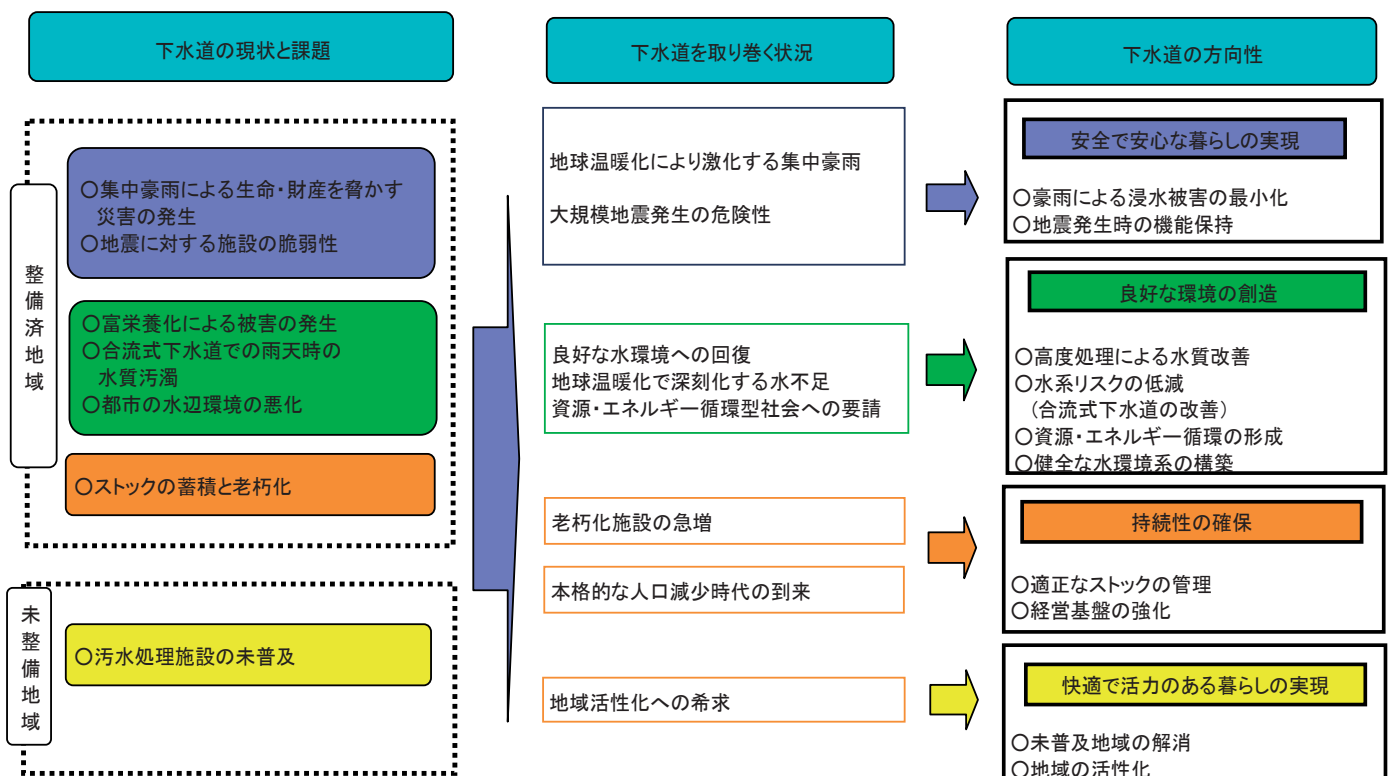 下水道の現状と課題
整備済地域
〇集中豪雨による生命・財産を脅かす
災害の発生
〇地震に対する施設の脆弱性
〇富栄養化による被害の発生
〇合流式下水道での雨天時の
水質汚濁
〇都市の水辺環境の悪化
〇ストックの蓄積と老朽化
未整備地域
〇汚水処理施設の未普及
下水道を取り巻く状況
地球温暖化により激化する集中豪雨
大規模地震発生の危険性
良好な水環境への回復
地球温暖化で深刻化する水不足
資源・エネルギー循環型社会への要請
老朽化施設の急増
本格的な人口減少時代の到来
地域活性化への希求
下水道の方向性
安全で安心な暮らしの実現
〇豪雨による浸水被害の最小化
〇地震発生時の機能保持
良好な環境の創造
〇高度処理による水質改善
〇水系リスクの低減
(合流式下水道の改善)
〇資源・エネルギー循環の形成
〇健全な水環境系の構築
持続性の確保
〇適正なストックの管理
〇経営基盤の強化
快適で活力のある暮らしの実現
〇未普及地域の解消
〇地域の活性化